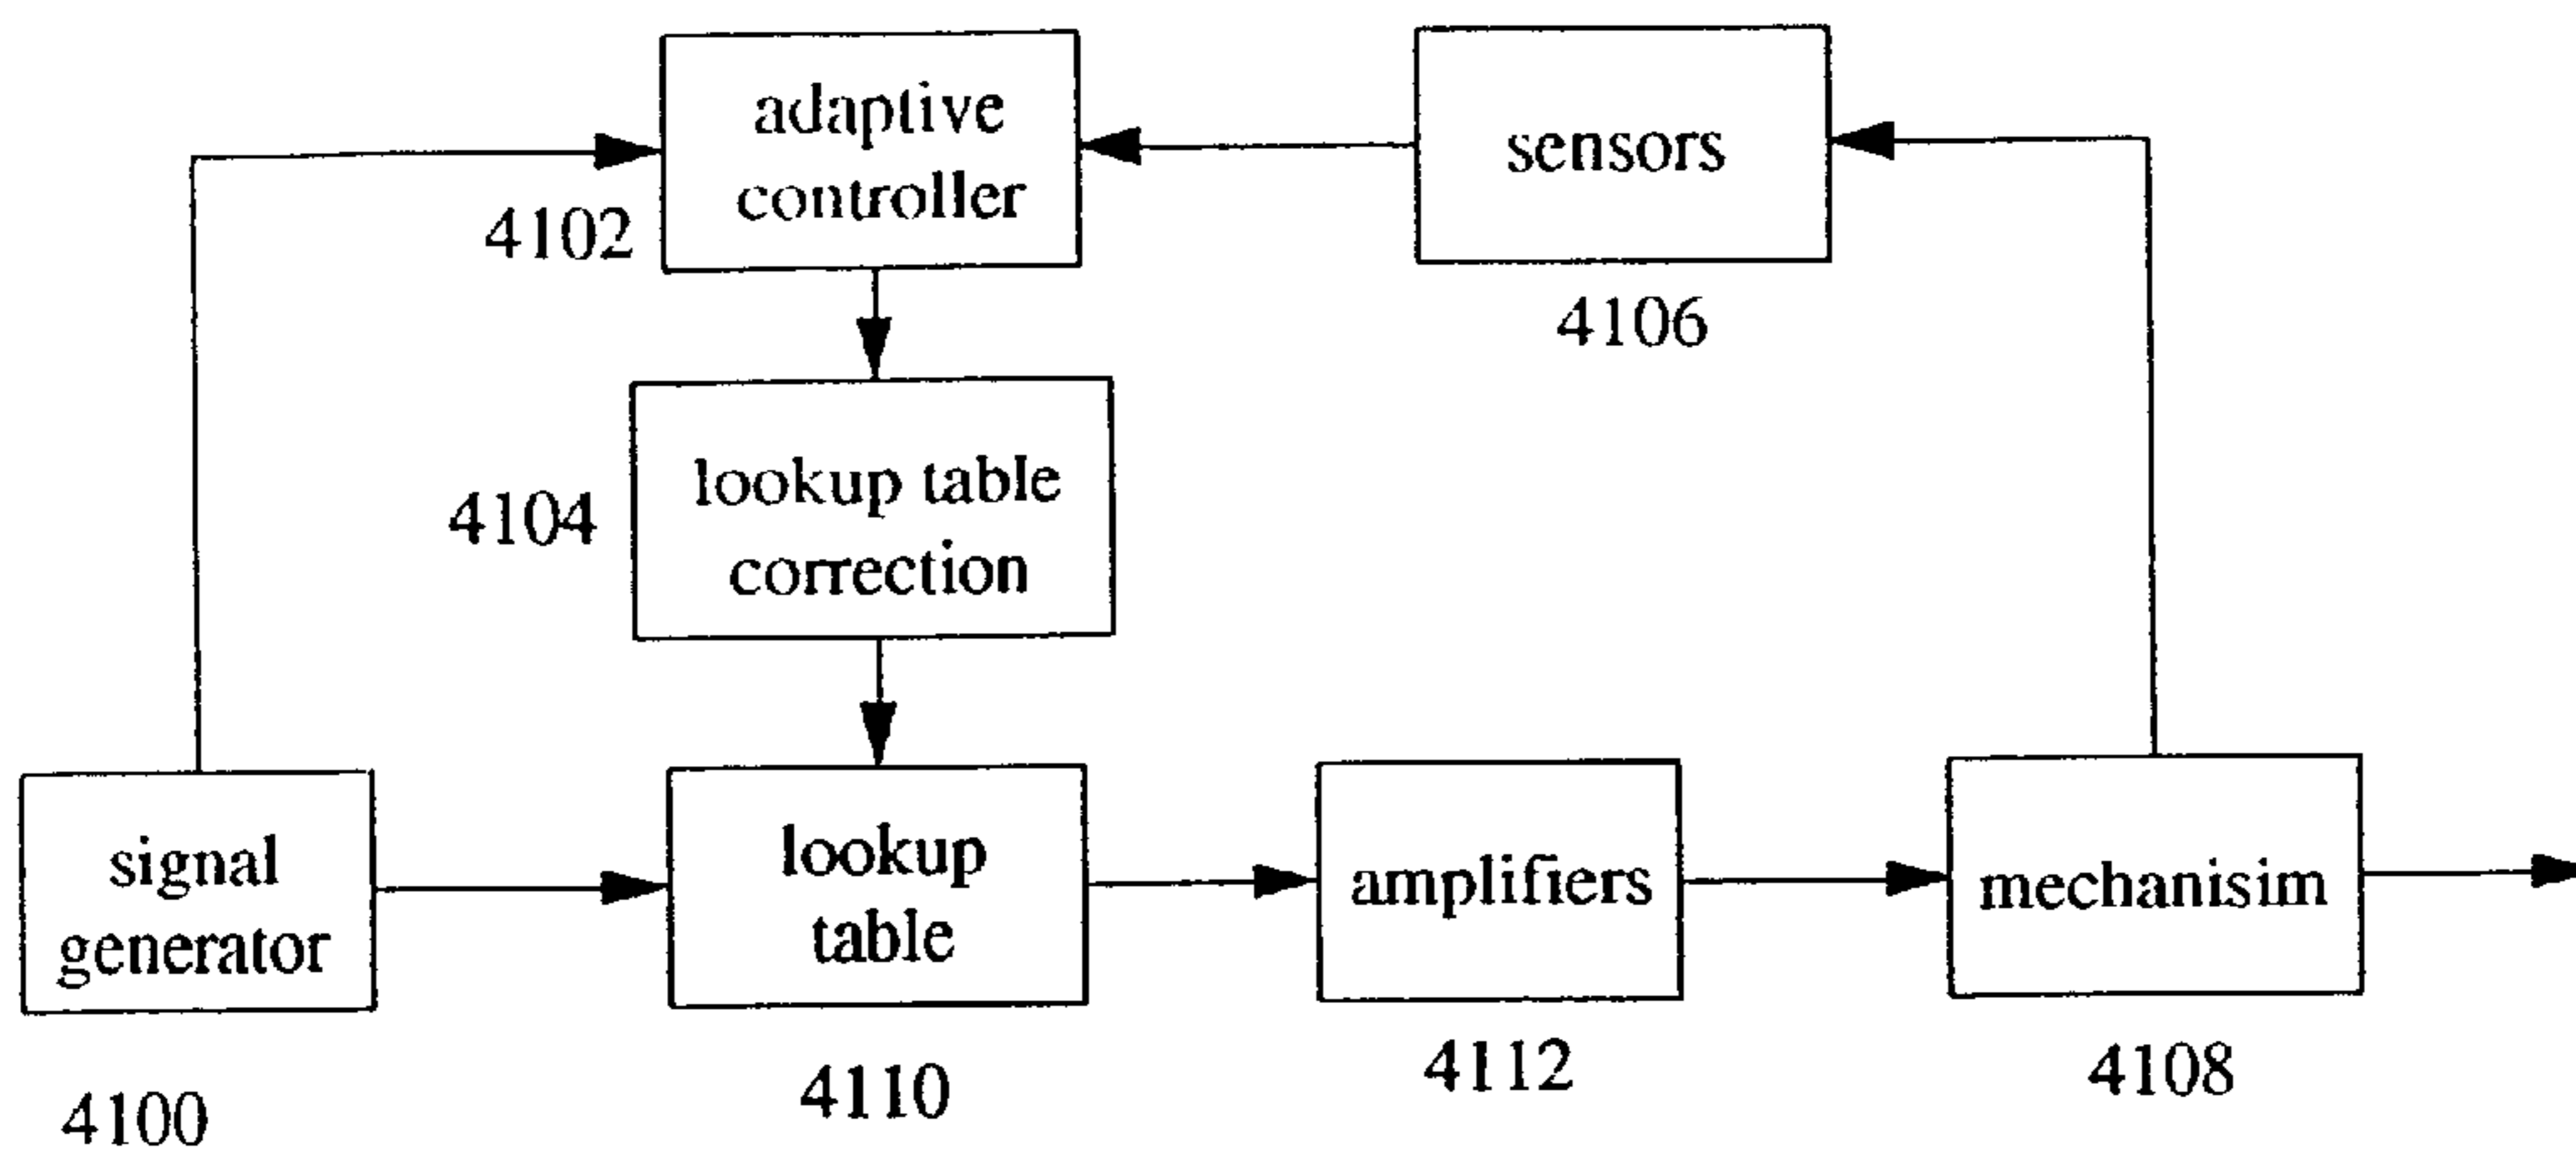 adaptive
controller
4102
sensors
4106
lookup table
correction
4104
signal
generator
4100
lookup
table
4110
amplifiers
4112
mechanisim
4108